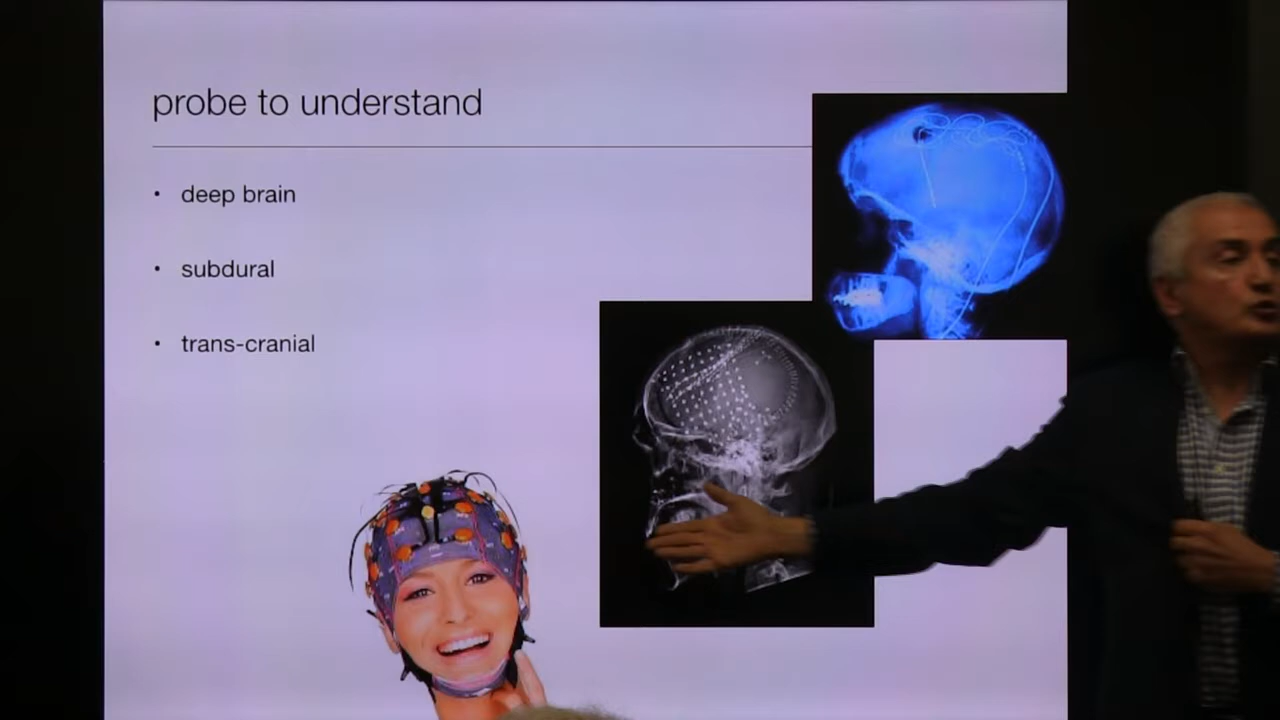 probe to understand
• deep brain
• subdural
• trans-cranial